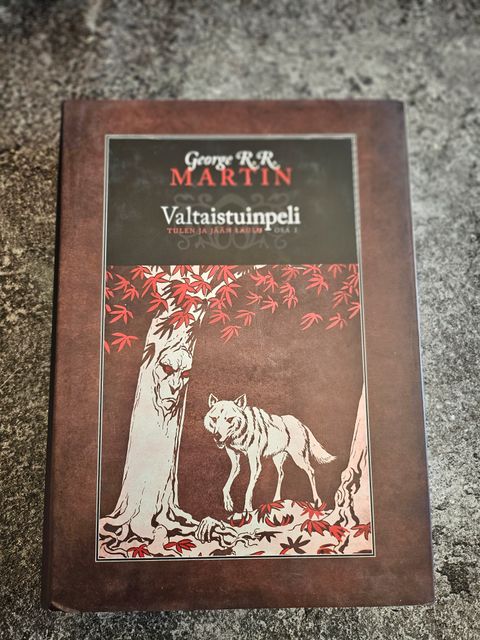 George R.R.
MARTIN
Valtaistuinpeli
TULEN JA JÄÄN LAULU OSA 1